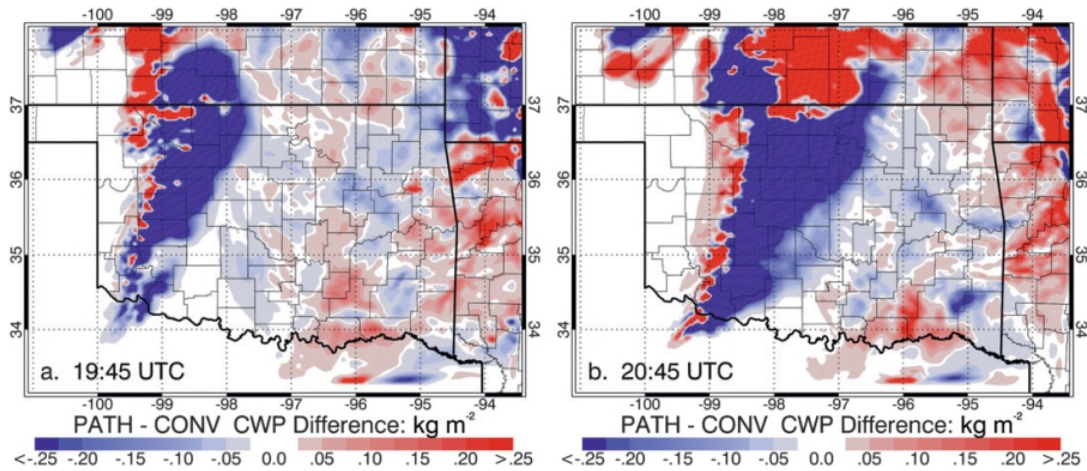 -100 -99 -98 -97 -96 -95 -94
-100 -99 -98 -97 -96 -95 -94
37 37 37 37
36 36 36 36
35 35 35 35
34 34 34 34
a. 19:45 UTC
b. 20:45 UTC
-100 -99 -98 -97 -96 -95 -94
-100 -99 -98 -97 -96 -95 -94
PATH - CONV CWP Difference: kg m⁻²
PATH - CONV CWP Difference: kg m⁻²
<-.25 -.20 -.15 -.10 -.05 0.0 .05 .10 .15 .20 >.25
<-.25 -.20 -.15 -.10 -.05 0.0 .05 .10 .15 .20 >.25